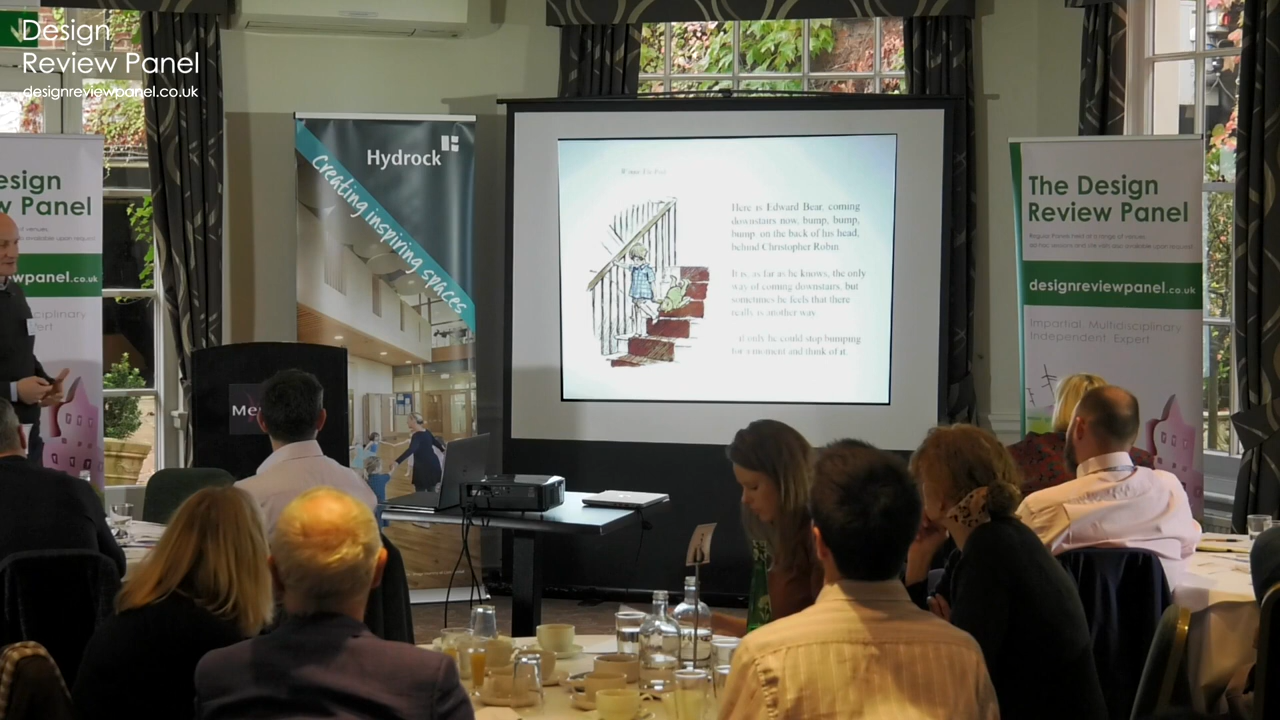 Design
Review Panel
designreviewpanel.co.uk
esign
w Panel
wpanel.co.uk
Hydrock
Creating inspiring spaces
Here is Edward Bear, coming
downstairs now, bump, bump,
bump, on the back of his head,
behind Christopher Robin.
It is, as far as he knows, the only
way of coming downstairs, but
sometimes he feels that there
really is another way.
if only he could stop bumping
for a moment and think of it.
The Design
Review Panel
designreviewpanel.co.uk
Impartial, Multidisciplinary
Independent, Expert
Me